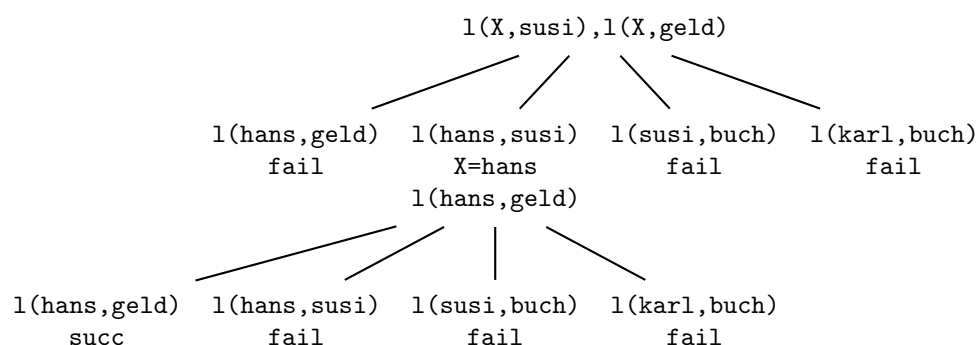 l(X,susi),l(X,geld)
l(hans,geld) l(hans,susi) l(susi,buch) l(karl,buch)
fail X=hans fail fail
l(hans,geld)
l(hans,geld) l(hans,susi) l(susi,buch) l(karl,buch)
succ fail fail fail